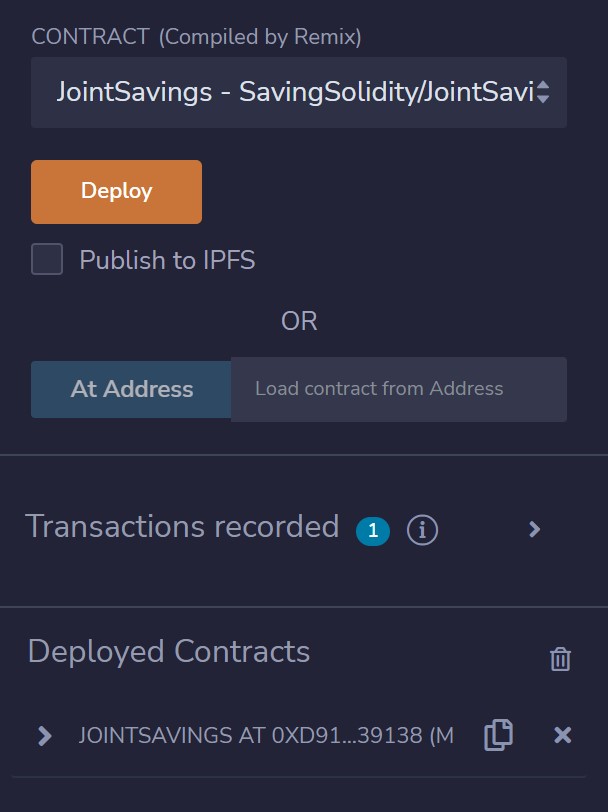 CONTRACT (Compiled by Remix)
JointSavings - SavingSolidity/JointSavi
Deploy
Publish to IPFS
OR
At Address
Load contract from Address
Transactions recorded 1 i
Deployed Contracts
JOINTSAVINGS AT 0XD91...39138 (M